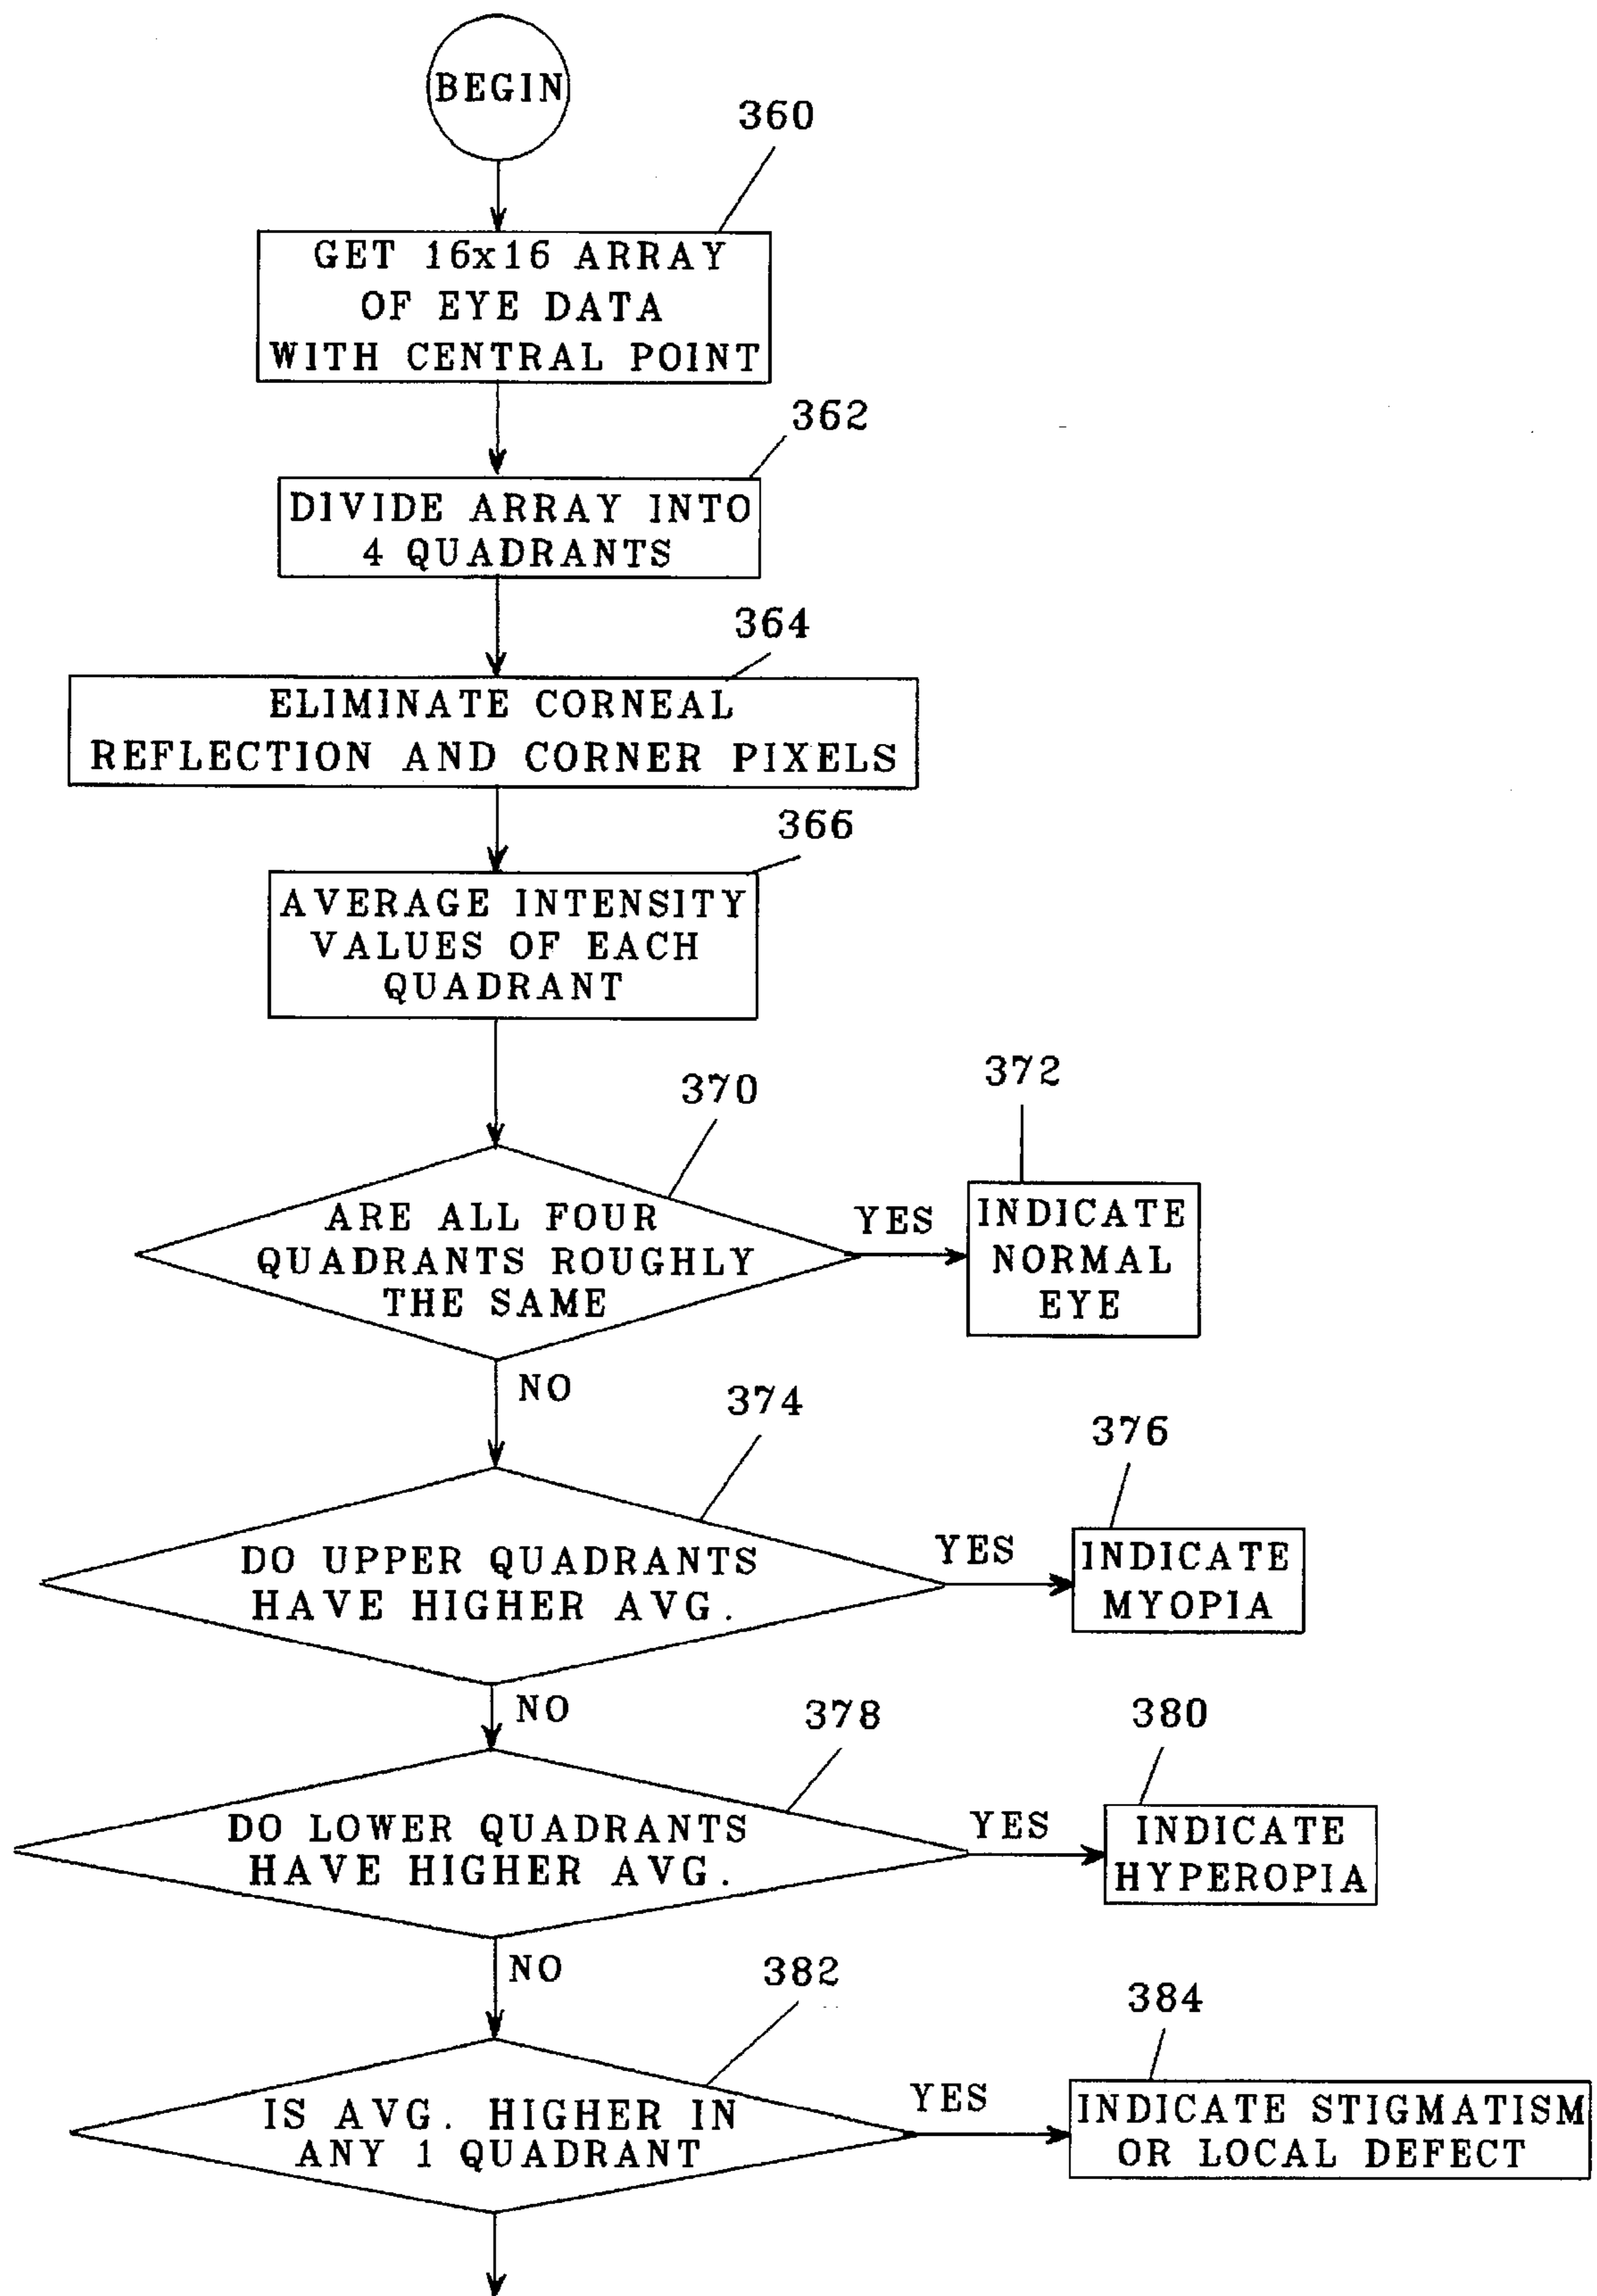 BEGIN
360
GET 16x16 ARRAY
OF EYE DATA
WITH CENTRAL POINT
362
DIVIDE ARRAY INTO
4 QUADRANTS
364
ELIMINATE CORNEAL
REFLECTION AND CORNER PIXELS
366
AVERAGE INTENSITY
VALUES OF EACH
QUADRANT
370
ARE ALL FOUR
QUADRANTS ROUGHLY
THE SAME
YES
372
INDICATE
NORMAL
EYE
NO
374
DO UPPER QUADRANTS
HAVE HIGHER AVG.
YES
376
INDICATE
MYOPIA
NO
378
DO LOWER QUADRANTS
HAVE HIGHER AVG.
YES
380
INDICATE
HYPEROPIA
NO
382
IS AVG. HIGHER IN
ANY 1 QUADRANT
YES
384
INDICATE STIGMATISM
OR LOCAL DEFECT